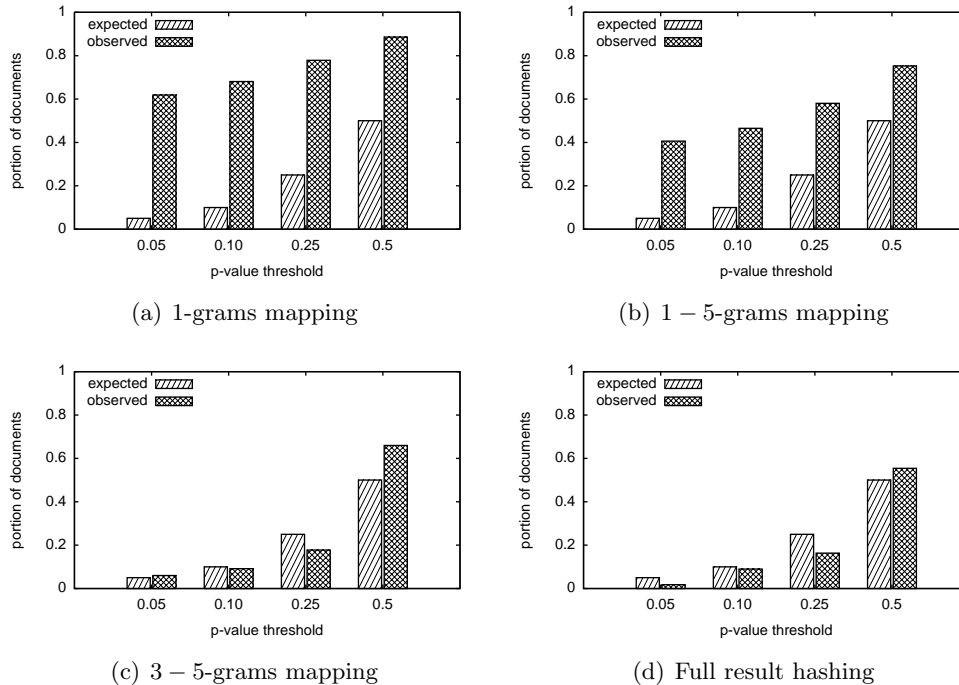 1
0.8
0.6
0.4
0.2
0
portion of documents
expected
observed
0.05 0.10 0.25 0.5
p-value threshold
(a) 1-grams mapping
1
0.8
0.6
0.4
0.2
0
portion of documents
expected
observed
0.05 0.10 0.25 0.5
p-value threshold
(b) 1 − 5-grams mapping
1
0.8
0.6
0.4
0.2
0
portion of documents
expected
observed
0.05 0.10 0.25 0.5
p-value threshold
(c) 3 − 5-grams mapping
1
0.8
0.6
0.4
0.2
0
portion of documents
expected
observed
0.05 0.10 0.25 0.5
p-value threshold
(d) Full result hashing